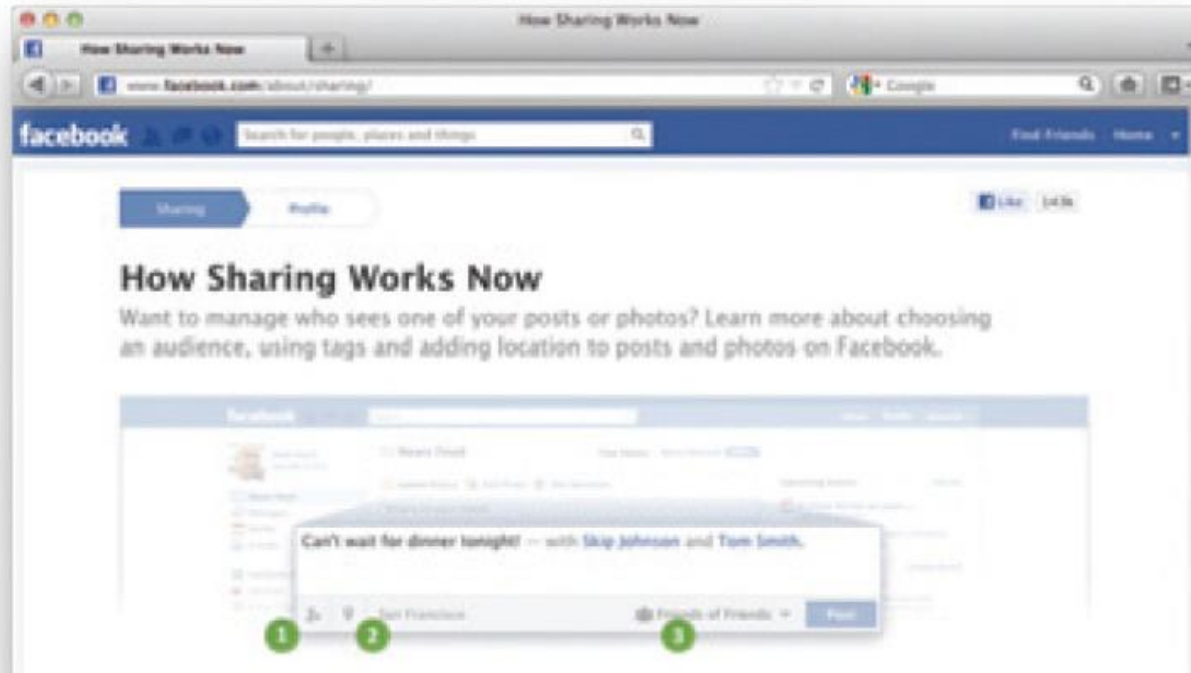 How Sharing Works Now
How Sharing Works Now
www.facebook.com/about/sharing/
Google
facebook
Search for people, places and things
Find Friends Home
Sharing
Profile
Like 143k
How Sharing Works Now
Want to manage who sees one of your posts or photos? Learn more about choosing
an audience, using tags and adding location to posts and photos on Facebook.
facebook
News Feed
Can't wait for dinner tonight! — with Skip Johnson and Tom Smith.
San Francisco
Friends of Friends
Post
1
2
3